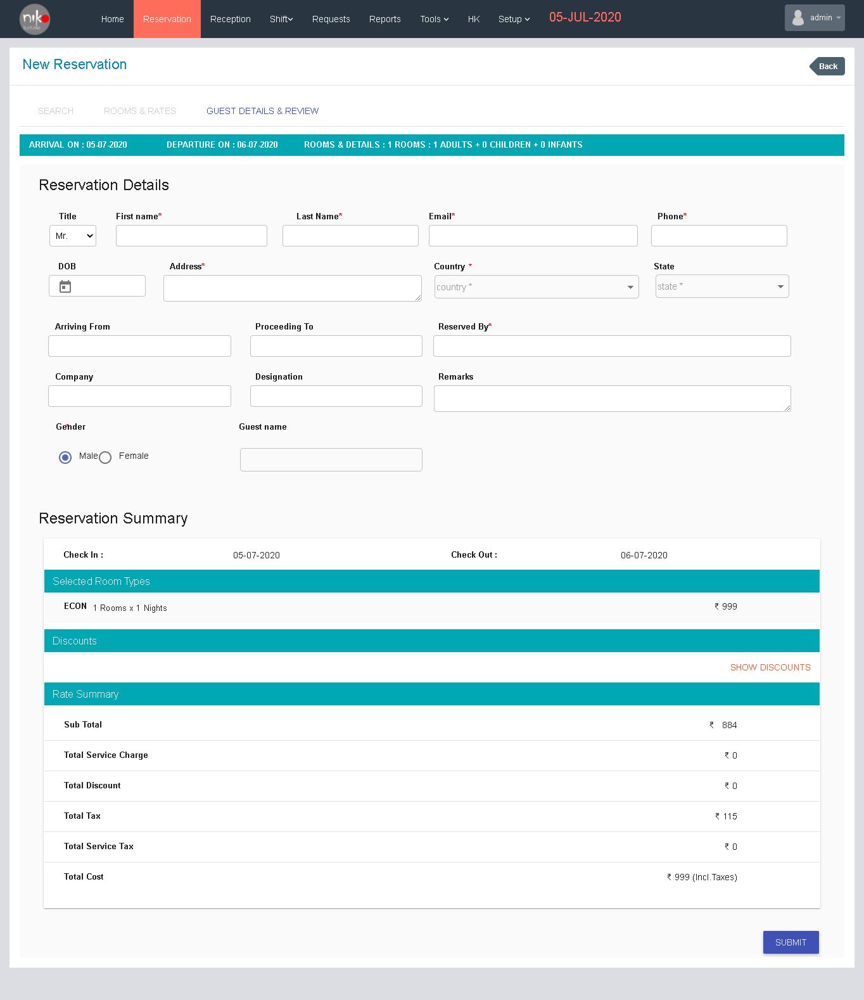 niko
hotels
Home Reservation Reception Shift Requests Reports Tools HK Setup 05-JUL-2020 admin
New Reservation Back
SEARCH ROOMS & RATES GUEST DETAILS & REVIEW
ARRIVAL ON : 05-07-2020 DEPARTURE ON : 06-07-2020 ROOMS & DETAILS : 1 ROOMS : 1 ADULTS + 0 CHILDREN + 0 INFANTS
Reservation Details
Title First name* Last Name* Email* Phone*
Mr.
DOB Address* Country * State
country * state *
Arriving From Proceeding To Reserved By*
Company Designation Remarks
Gender* Guest name
Male Female
Reservation Summary
Check In : 05-07-2020 Check Out : 06-07-2020
Selected Room Types
ECON 1 Rooms x 1 Nights ₹ 999
Discounts
SHOW DISCOUNTS
Rate Summary
Sub Total ₹ 884
Total Service Charge ₹ 0
Total Discount ₹ 0
Total Tax ₹ 115
Total Service Tax ₹ 0
Total Cost ₹ 999 (Incl.Taxes)
SUBMIT